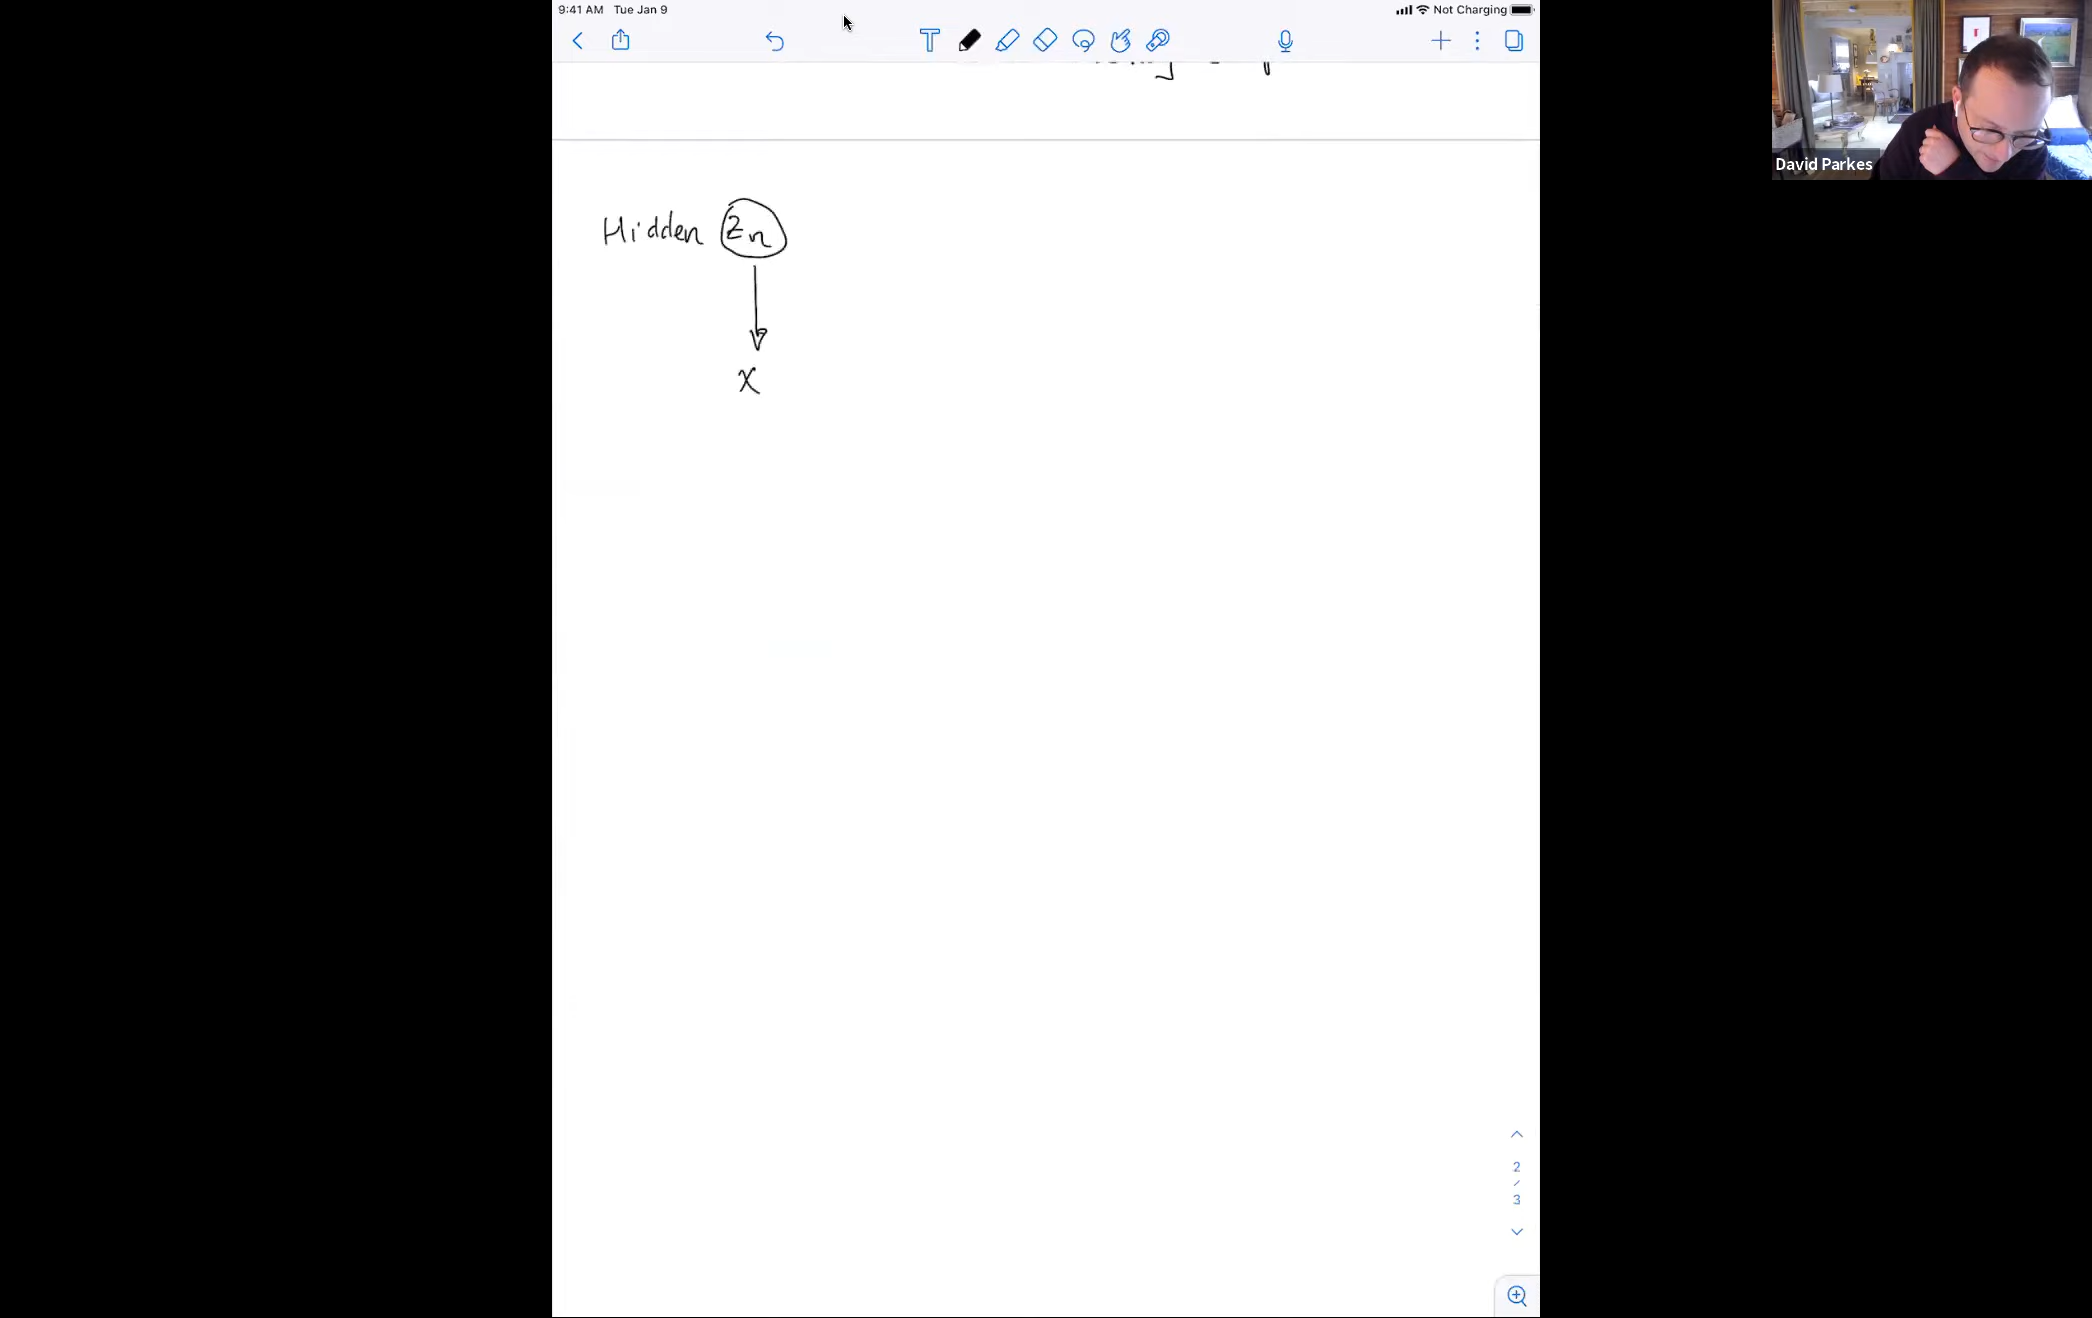 9:41 AM Tue Jan 9
Not Charging
David Parkes
Hidden Zn
x
2
/
3